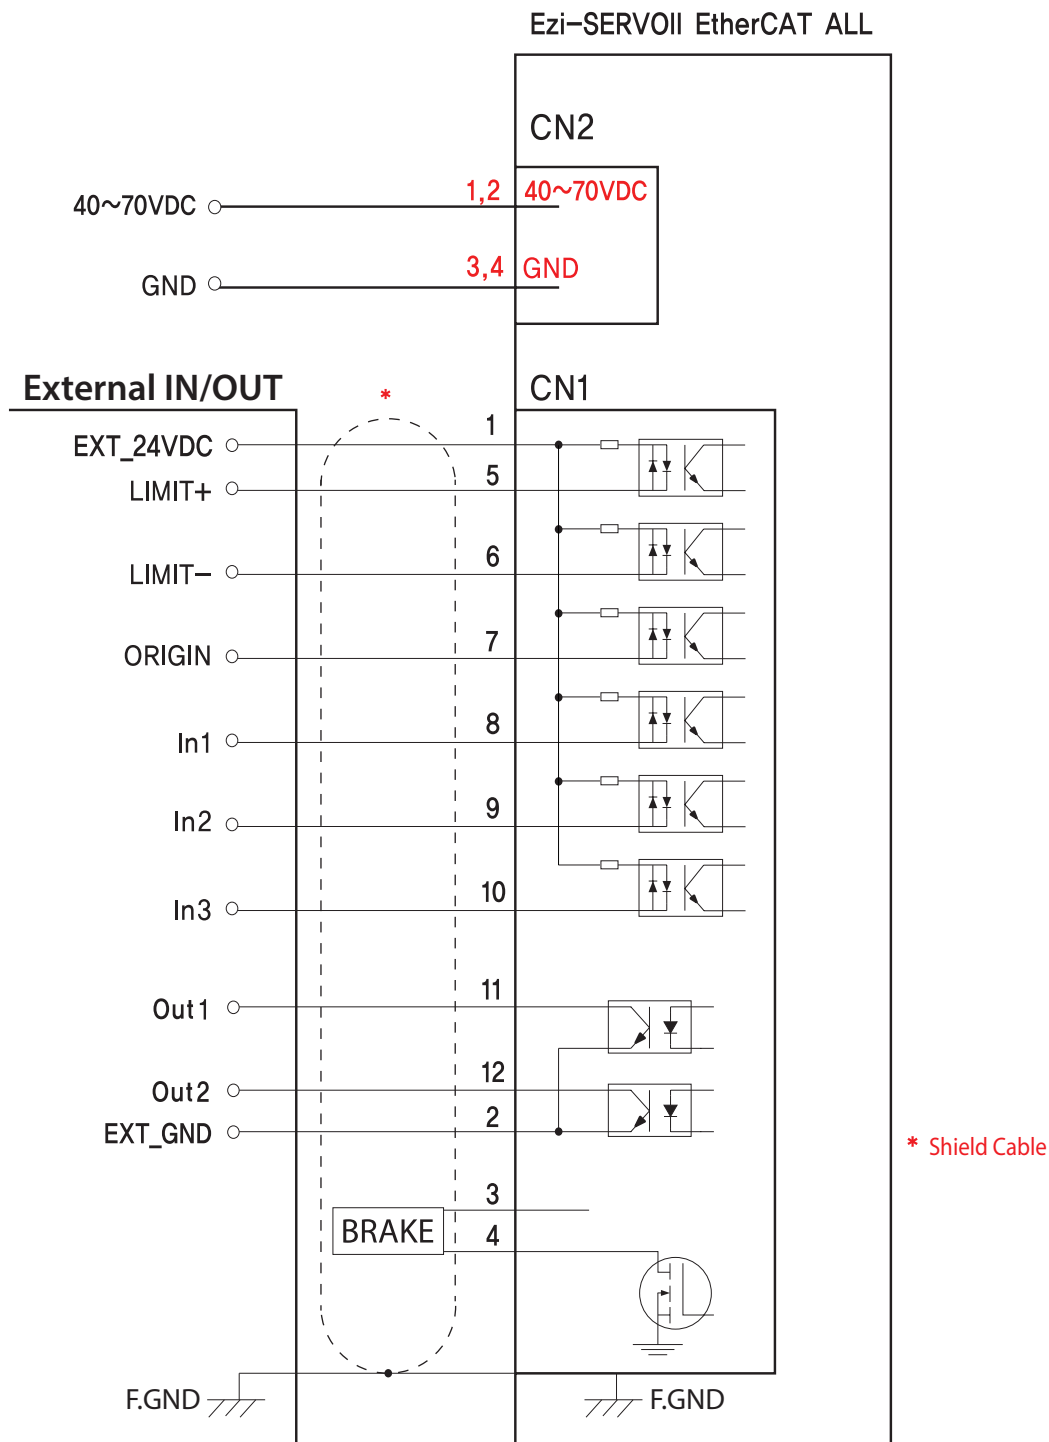 Ezi-SERVOII EtherCAT ALL
CN2
40~70VDC 1,2 40~70VDC
GND 3,4 GND
External IN/OUT * CN1
EXT_24VDC 1
LIMIT+ 5
LIMIT- 6
ORIGIN 7
In1 8
In2 9
In3 10
Out1 11
Out2 12
EXT_GND 2
* Shield Cable
3
BRAKE 4
F.GND F.GND